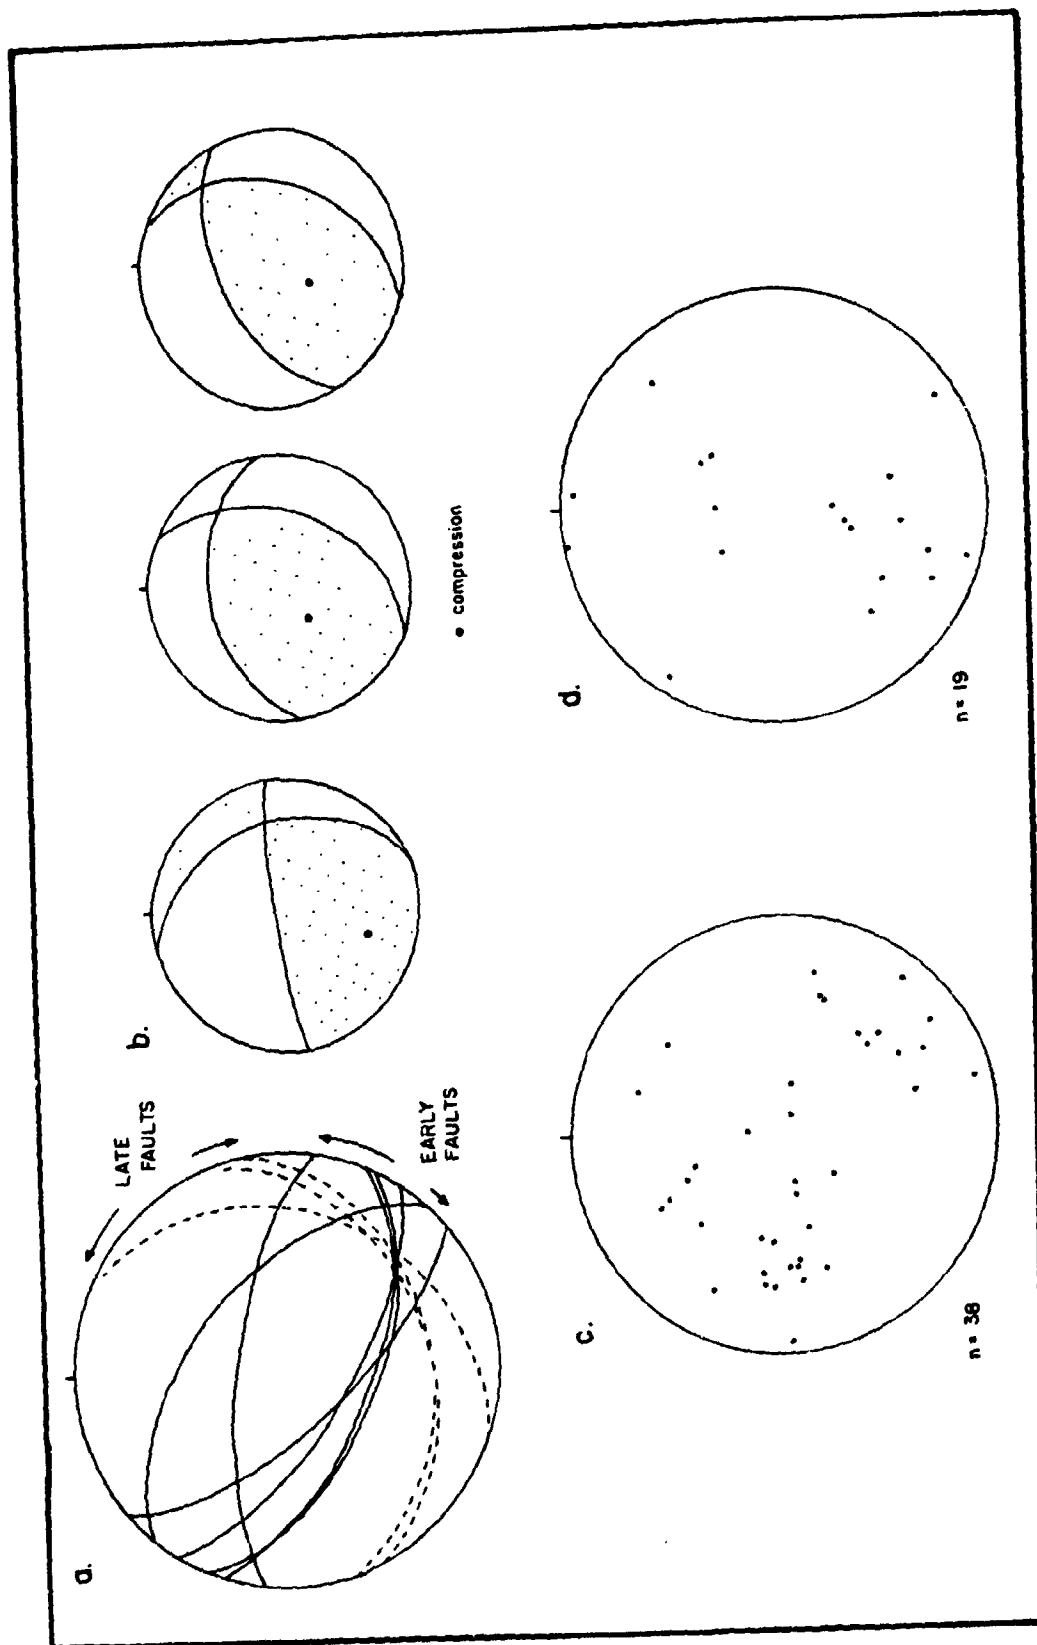 a.
LATE
FAULTS
EARLY
FAULTS
b.
• compression
c.
n = 38
d.
n = 19